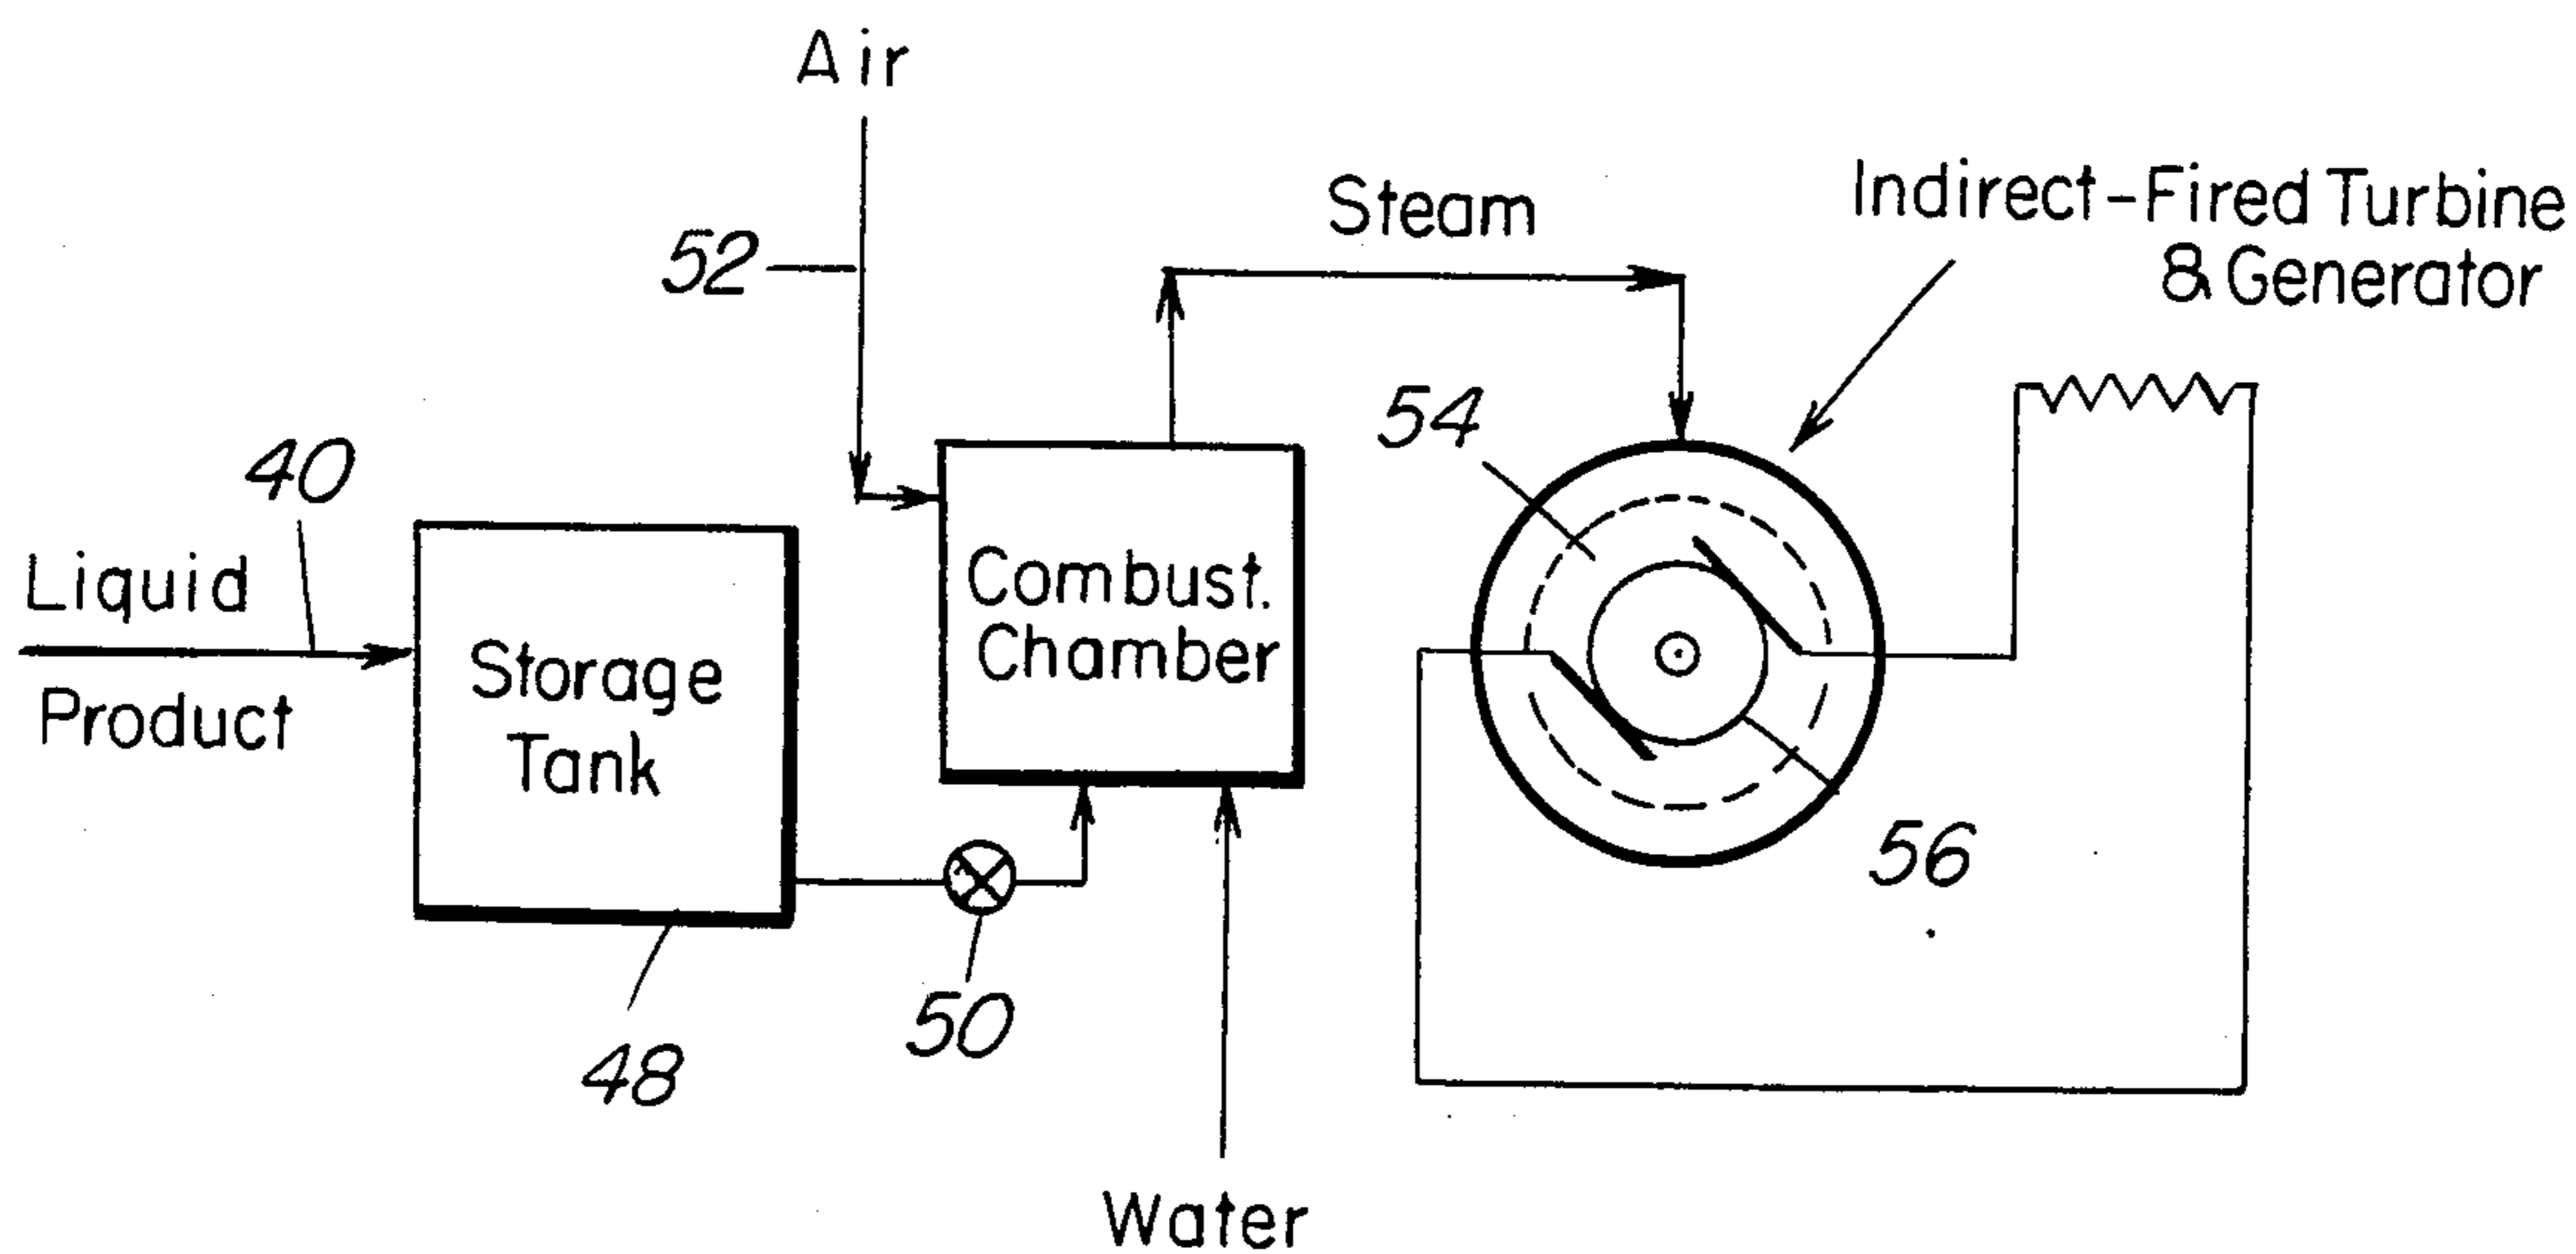 Air
52
Steam
Indirect-Fired Turbine
& Generator
54
40
Liquid
Product
Storage
Tank
Combust.
Chamber
56
50
48
Water